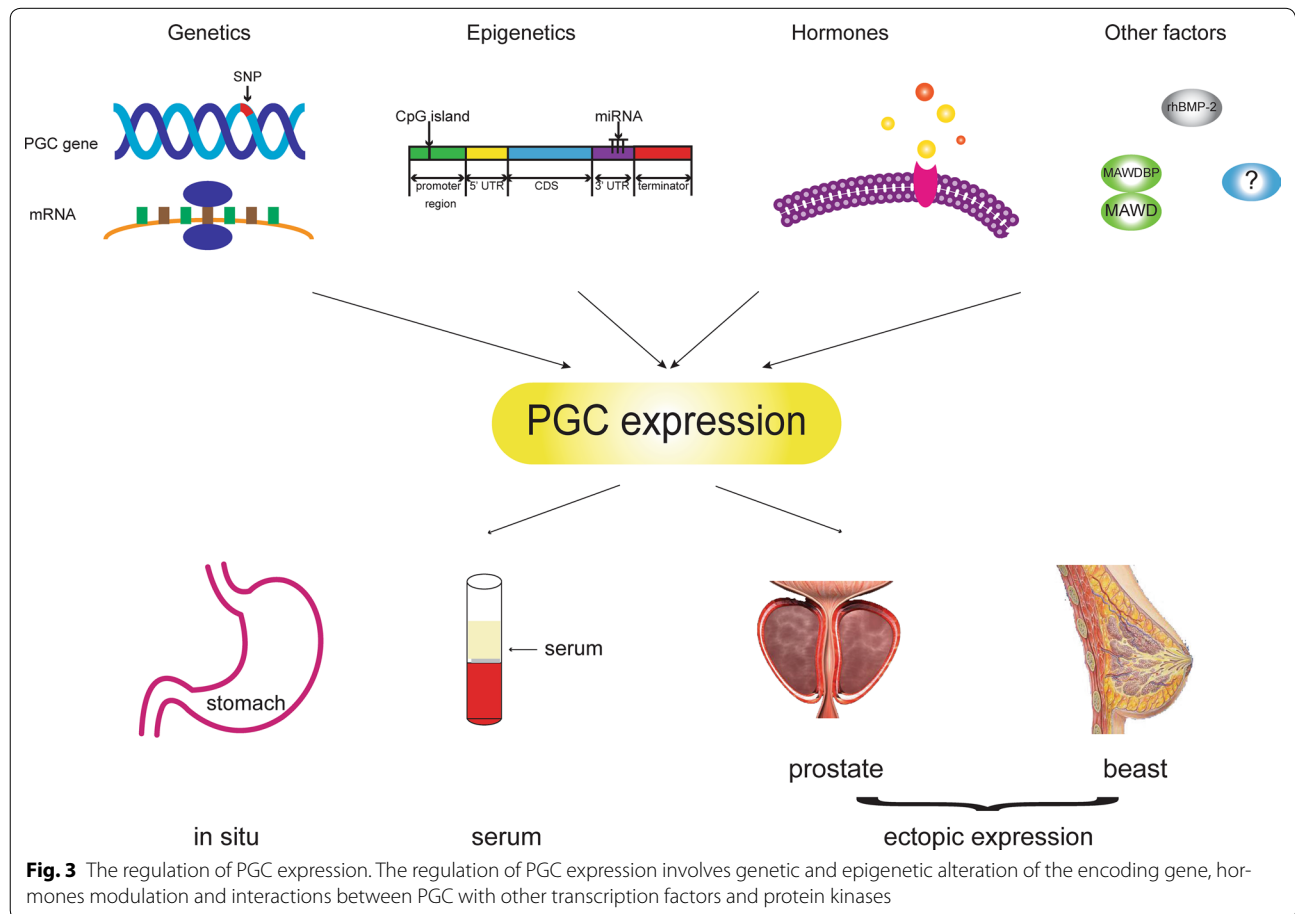 Genetics
Epigenetics
Hormones
Other factors
SNP
PGC gene
mRNA
CpG island
miRNA
promoter
region
5' UTR
CDS
3' UTR
terminator
rhBMP-2
MAWDBP
MAWD
?
PGC expression
stomach
serum
prostate
beast
in situ
serum
ectopic expression
Fig. 3 The regulation of PGC expression. The regulation of PGC expression involves genetic and epigenetic alteration of the encoding gene, hor-
mones modulation and interactions between PGC with other transcription factors and protein kinases